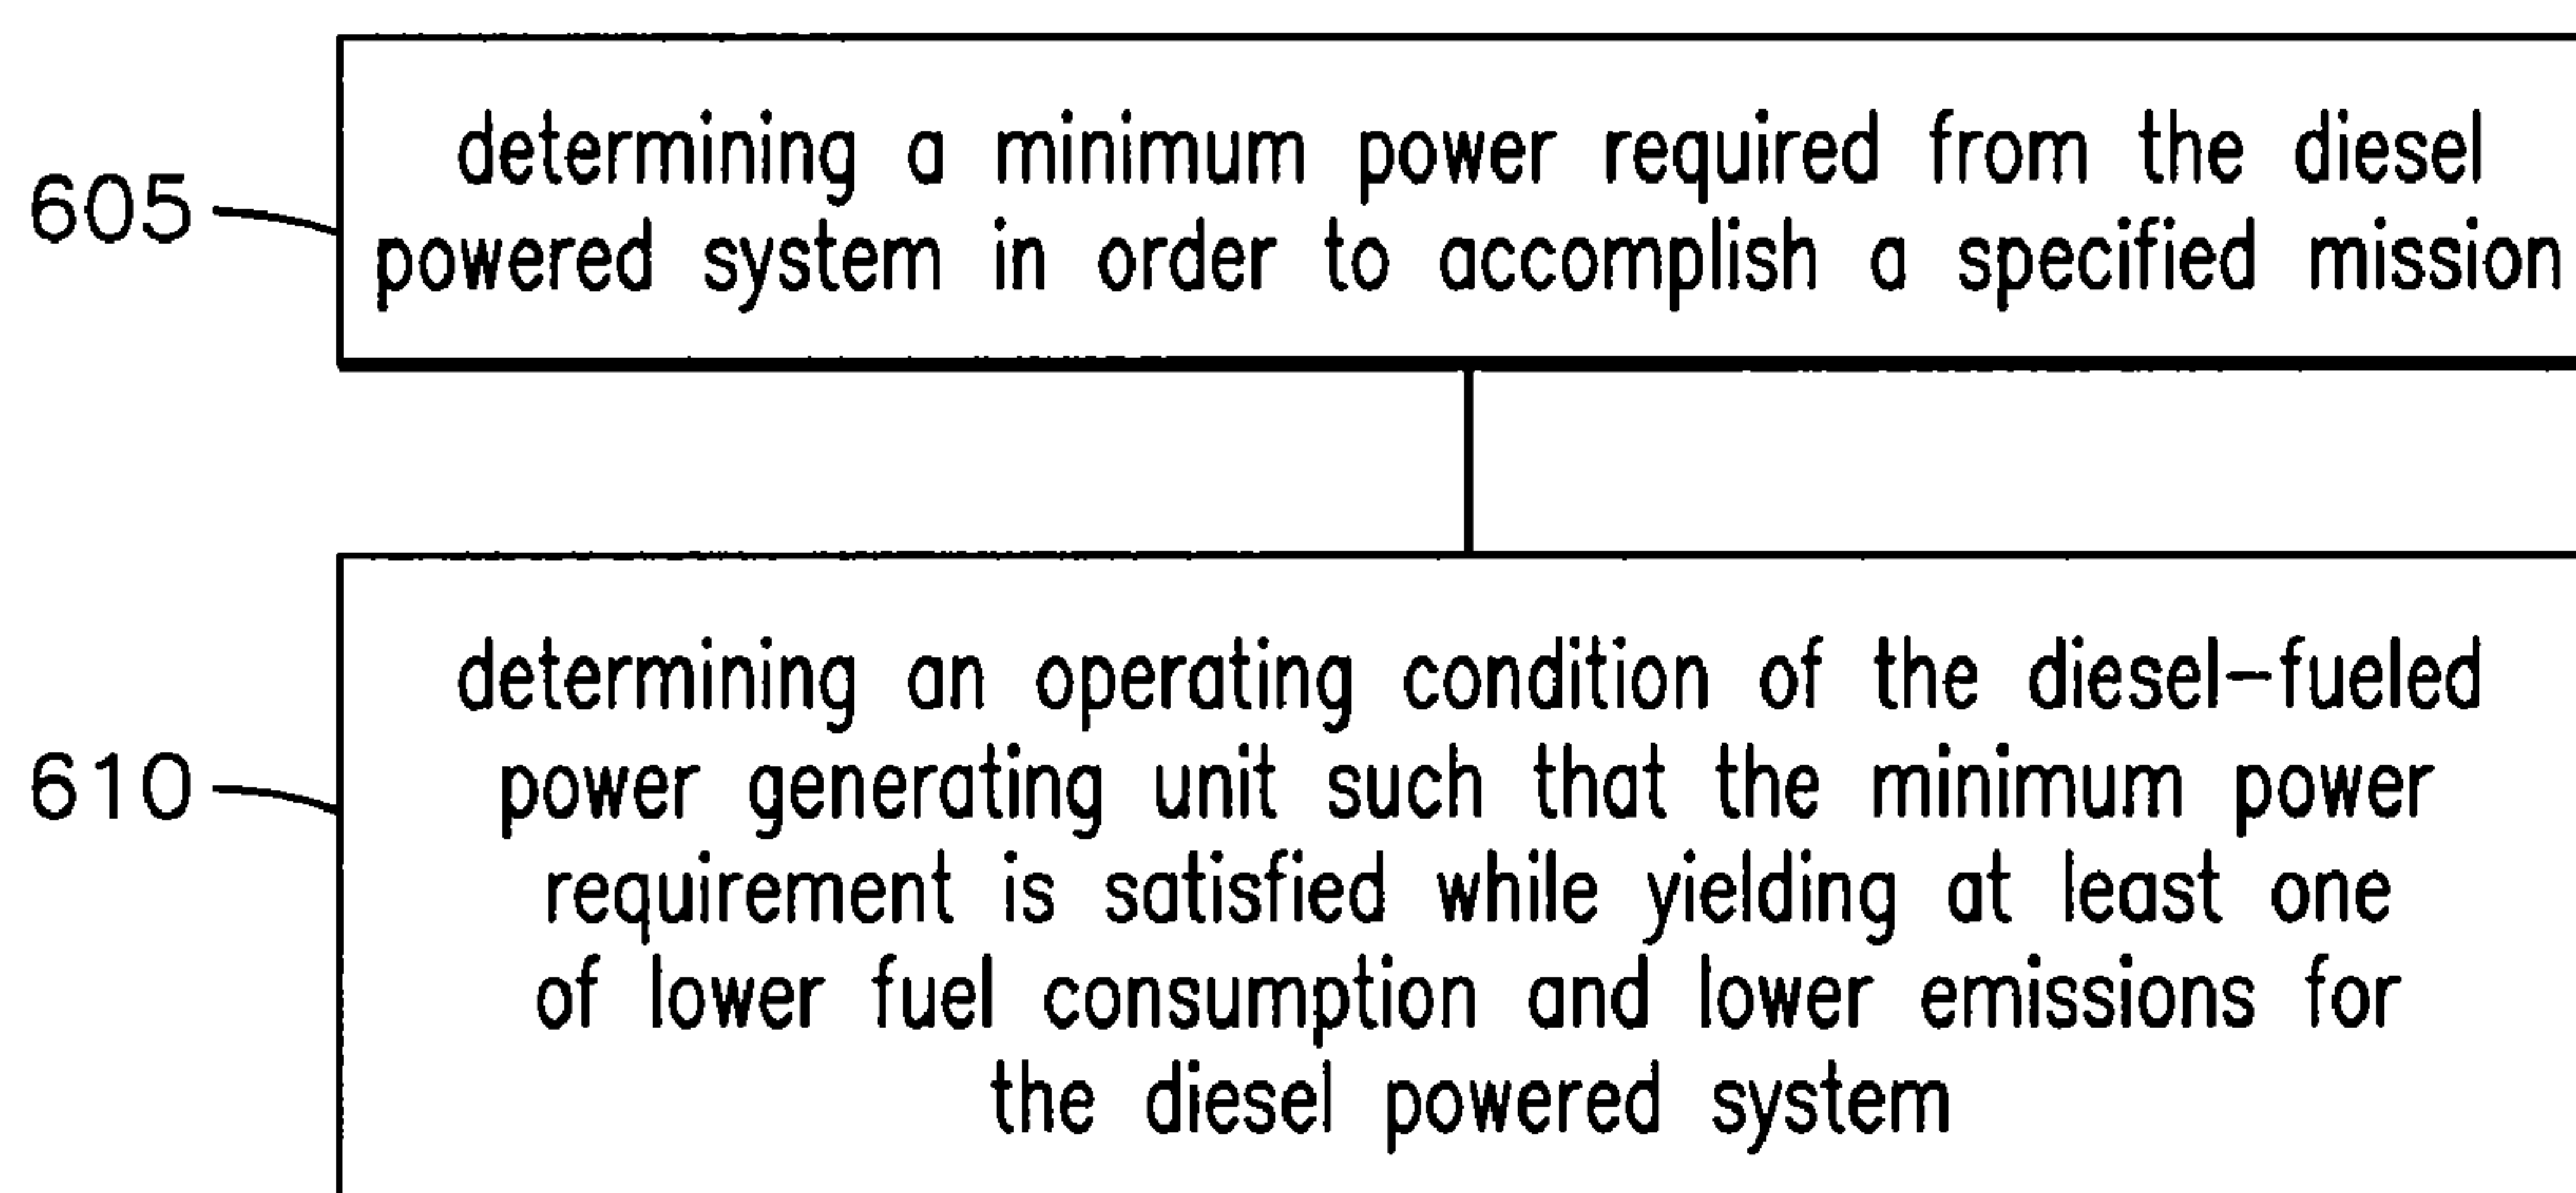 determining a minimum power required from the diesel
605
powered system in order to accomplish a specified mission
determining an operating condition of the diesel-fueled
610
power generating unit such that the minimum power
requirement is satisfied while yielding at least one
of lower fuel consumption and lower emissions for
the diesel powered system